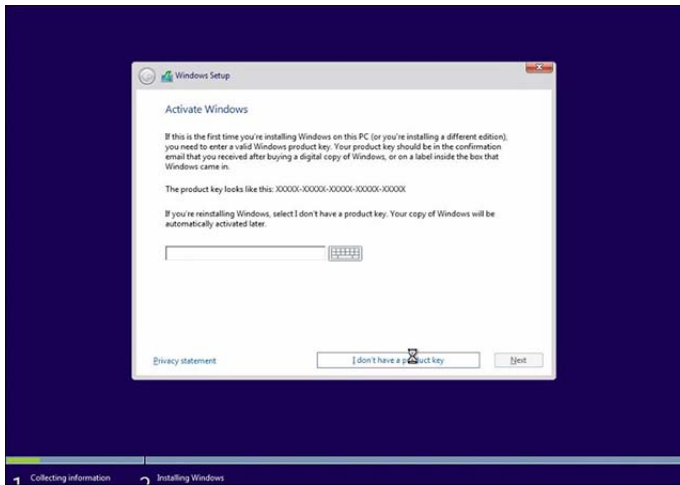 Windows Setup
Activate Windows
If this is the first time you're installing Windows on this PC (or you're installing a different edition),
you need to enter a valid Windows product key. Your product key should be in the confirmation
email that you received after buying a digital copy of Windows, or on a label inside the box that
Windows came in.
The product key looks like this: XXXXX-XXXXX-XXXXX-XXXXX-XXXXX
If you're reinstalling Windows, select I don't have a product key. Your copy of Windows will be
automatically activated later.
Privacy statement
I don't have a product key
Next
1 Collecting information
2 Installing Windows